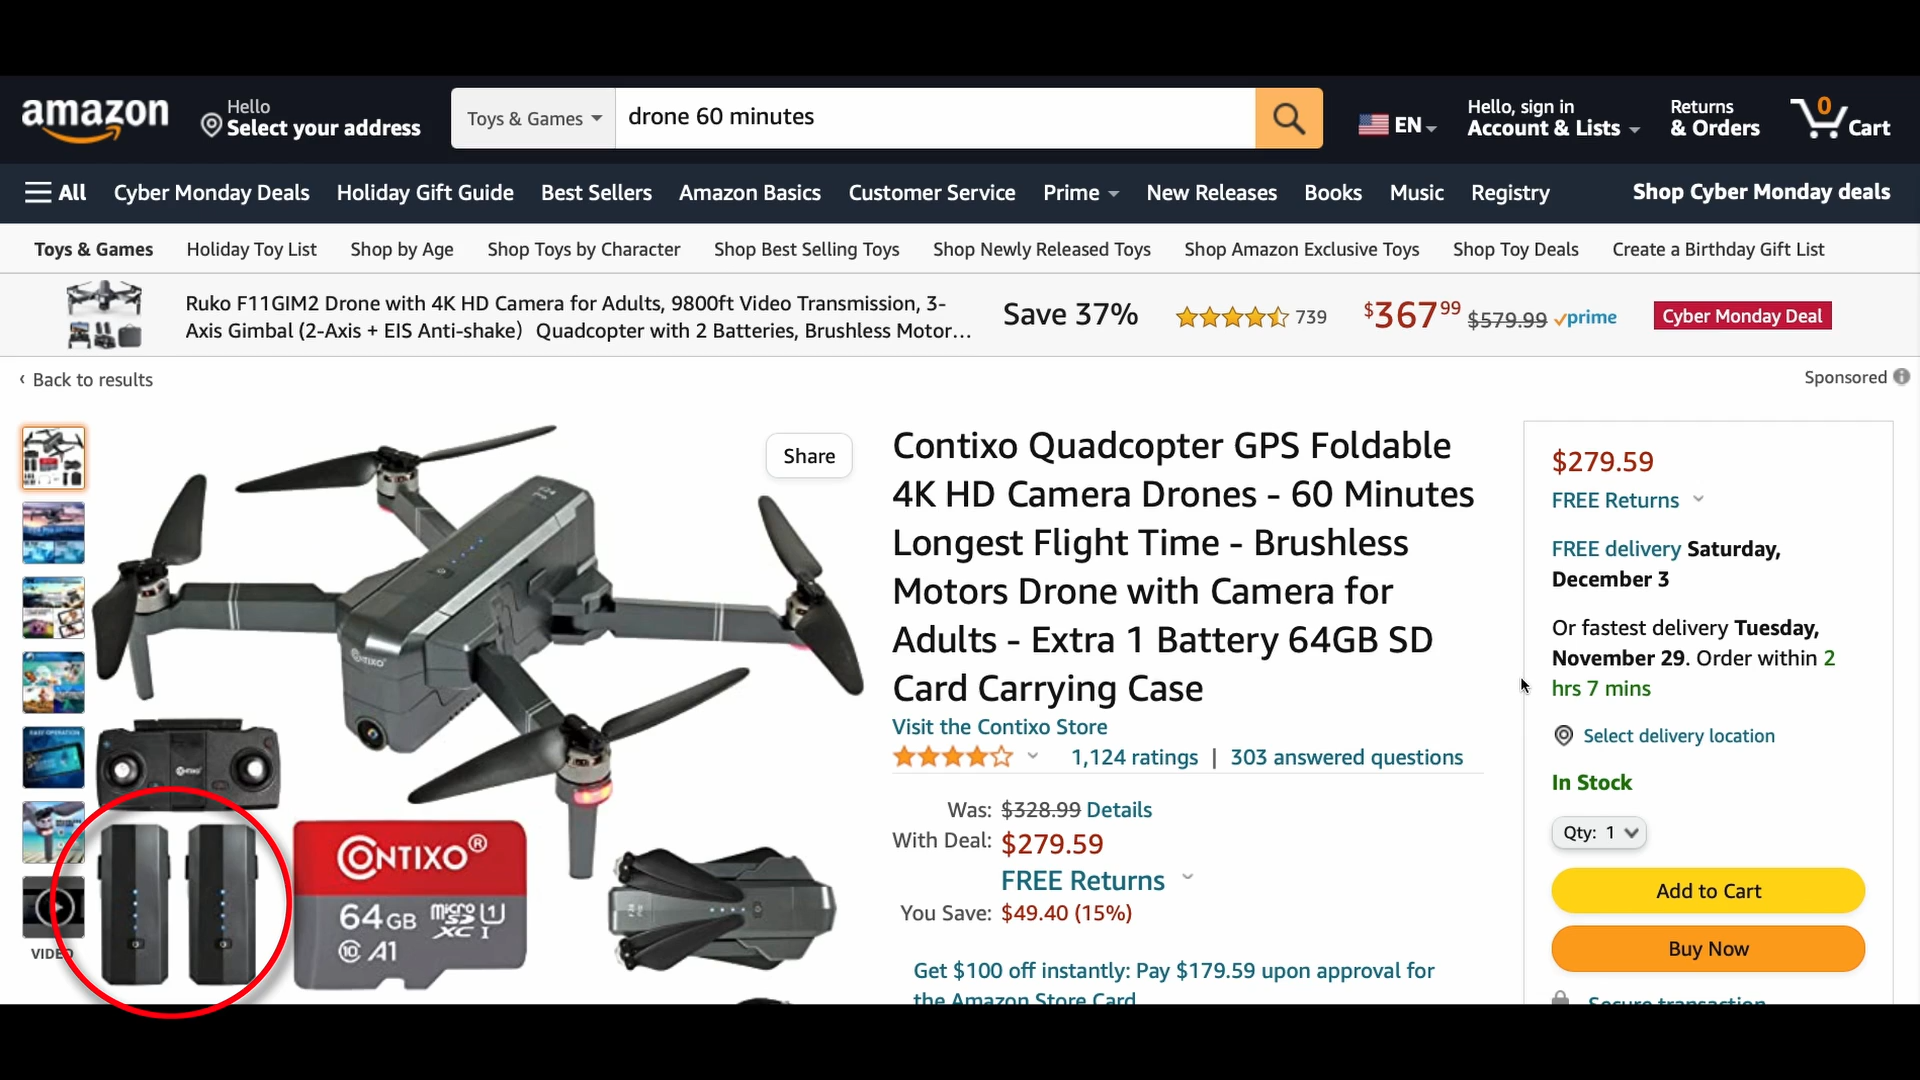 amazon
Hello
Select your address
Toys & Games
drone 60 minutes
EN
Hello, sign in
Account & Lists
Returns
& Orders
0
Cart
All
Cyber Monday Deals
Holiday Gift Guide
Best Sellers
Amazon Basics
Customer Service
Prime
New Releases
Books
Music
Registry
Shop Cyber Monday deals
Toys & Games
Holiday Toy List
Shop by Age
Shop Toys by Character
Shop Best Selling Toys
Shop Newly Released Toys
Shop Amazon Exclusive Toys
Shop Toy Deals
Create a Birthday Gift List
Ruko F11GIM2 Drone with 4K HD Camera for Adults, 9800ft Video Transmission, 3-
Axis Gimbal (2-Axis + EIS Anti-shake） Quadcopter with 2 Batteries, Brushless Motor…
Save 37%
739
$367 99
$579.99
prime
Cyber Monday Deal
‹ Back to results
Sponsored
Share
VIDEO
CONTIXO
CONTIXO®
64GB
micro SD XC I
U1
10 A1
Contixo Quadcopter GPS Foldable
4K HD Camera Drones - 60 Minutes
Longest Flight Time - Brushless
Motors Drone with Camera for
Adults - Extra 1 Battery 64GB SD
Card Carrying Case
Visit the Contixo Store
1,124 ratings | 303 answered questions
Was: $328.99 Details
With Deal: $279.59
FREE Returns
You Save: $49.40 (15%)
Get $100 off instantly: Pay $179.59 upon approval for
the Amazon Store Card
$279.59
FREE Returns
FREE delivery Saturday,
December 3
Or fastest delivery Tuesday,
November 29. Order within 2
hrs 7 mins
Select delivery location
In Stock
Qty: 1
Add to Cart
Buy Now
Secure transaction